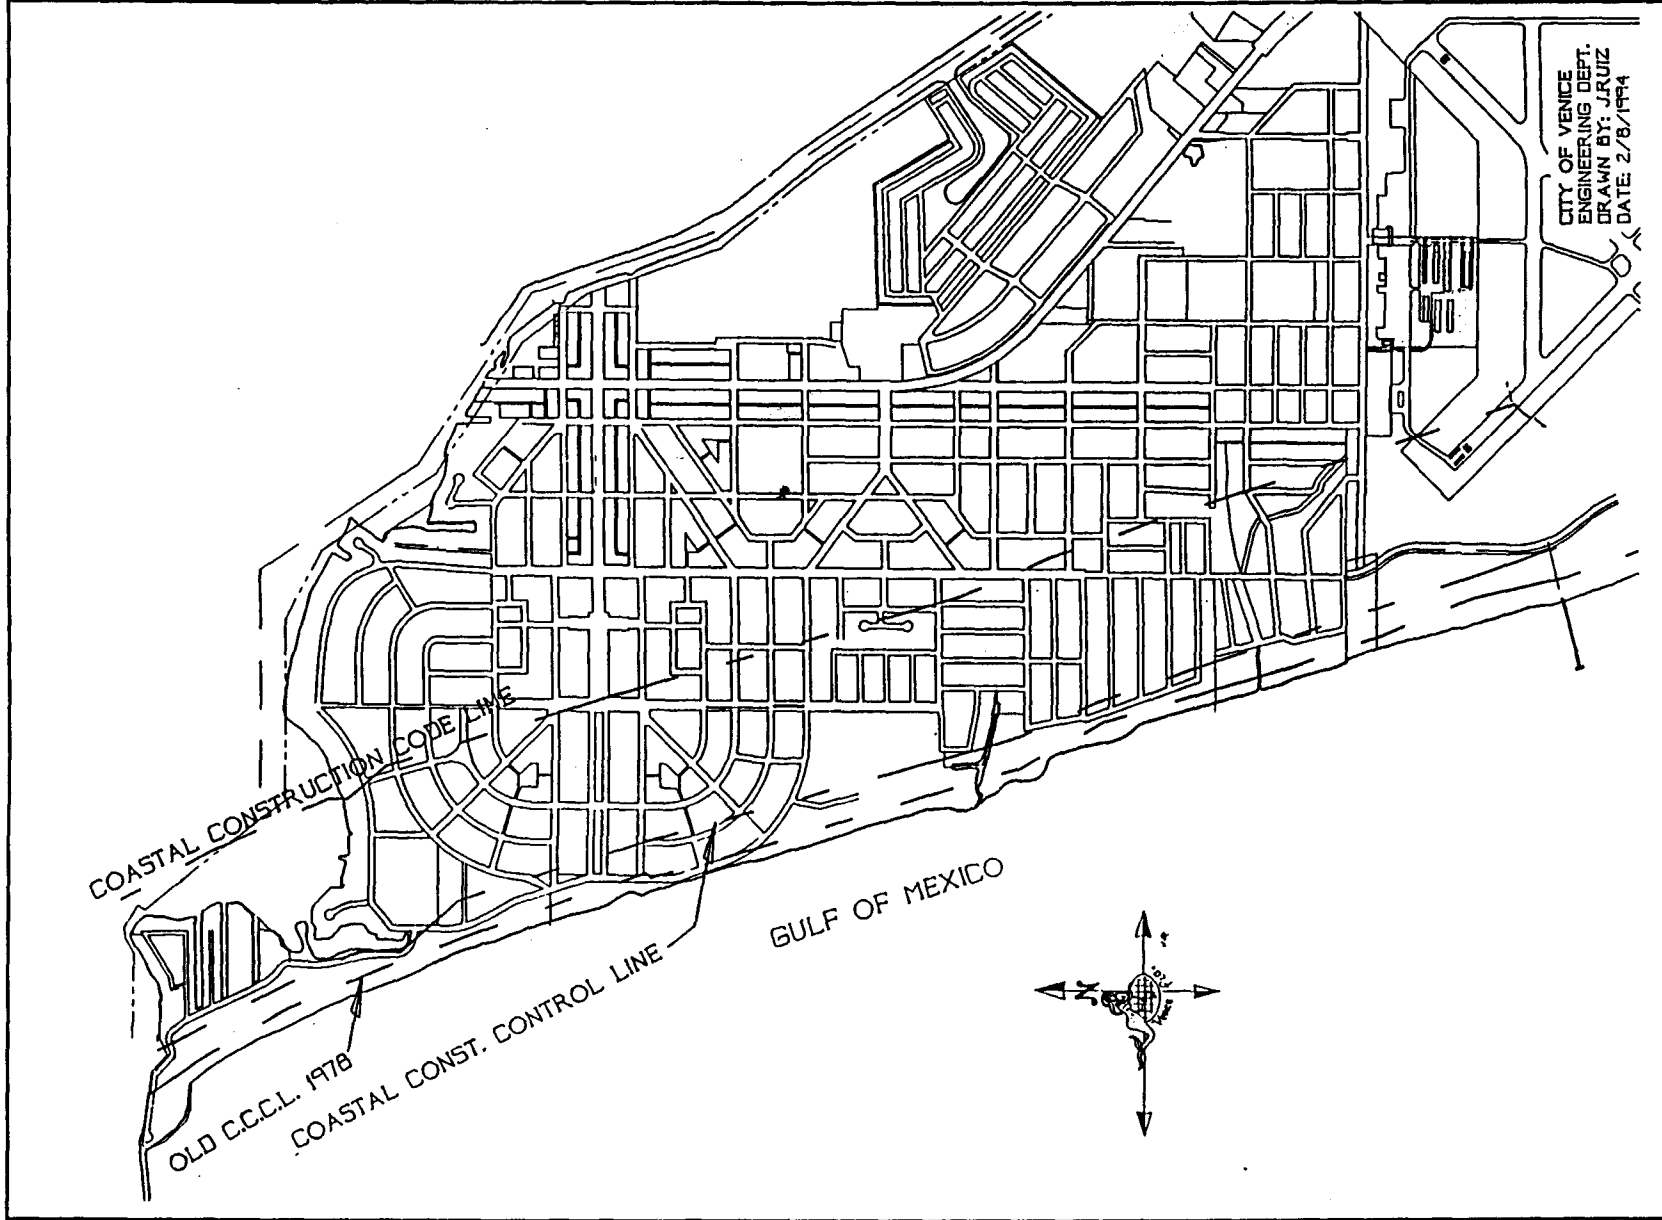 CITY OF VENICE
ENGINEERING DEPT.
DRAWN BY: J.RUIZ
DATE: 2/8/1994
COASTAL CONSTRUCTION CODE LINE
GULF OF MEXICO
COASTAL CONST. CONTROL LINE
OLD C.C.C.L. 1978
N